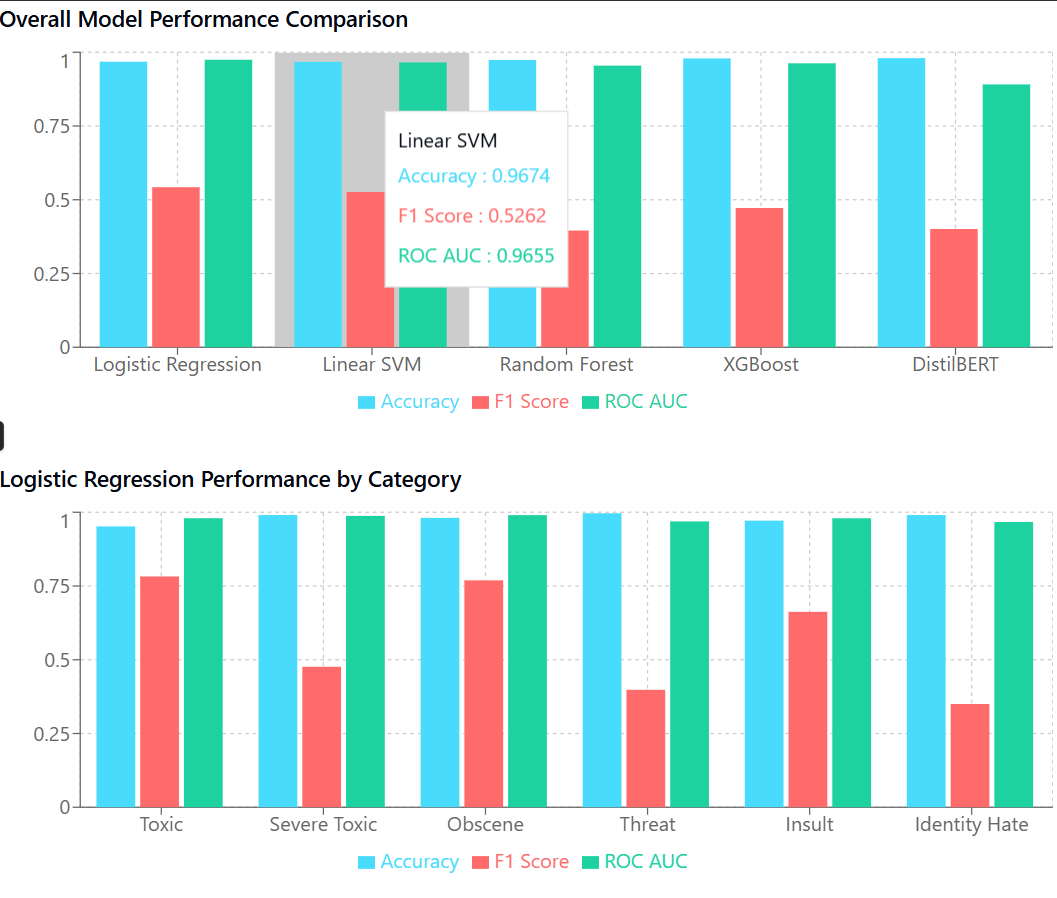 Overall Model Performance Comparison
1
0.75
0.5
0.25
0
Linear SVM
Accuracy : 0.9674
F1 Score : 0.5262
ROC AUC : 0.9655
Logistic Regression Linear SVM Random Forest XGBoost DistilBERT
Accuracy F1 Score ROC AUC
Logistic Regression Performance by Category
1
0.75
0.5
0.25
0
Toxic Severe Toxic Obscene Threat Insult Identity Hate
Accuracy F1 Score ROC AUC